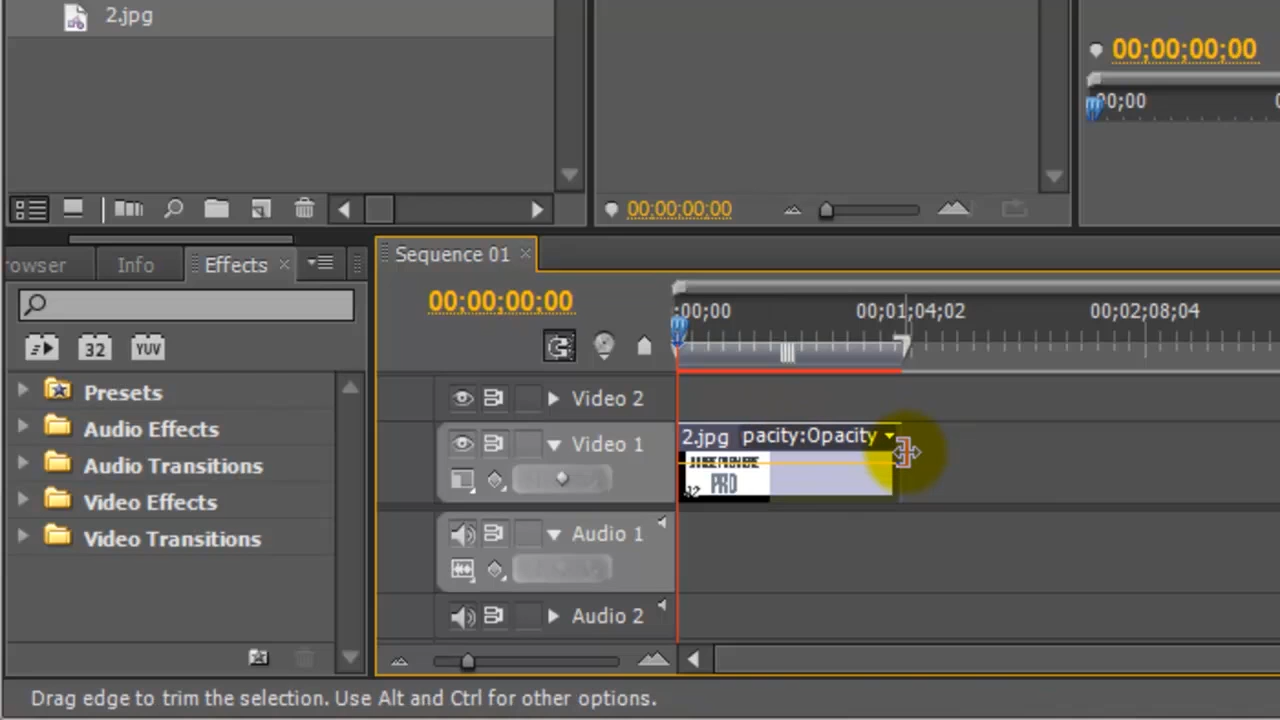 2.jpg
00;00;00;00
00;00
00;00;00;00
Sequence 01
rowser
Info
Effects
00;00;00;00
;00;00
00;01;04;02
00;02;08;04
32
YUV
Presets
Audio Effects
Audio Transitions
Video Effects
Video Transitions
Video 2
Video 1
2.jpg pacity:Opacity
PRO
Audio 1
Audio 2
Drag edge to trim the selection. Use Alt and Ctrl for other options.